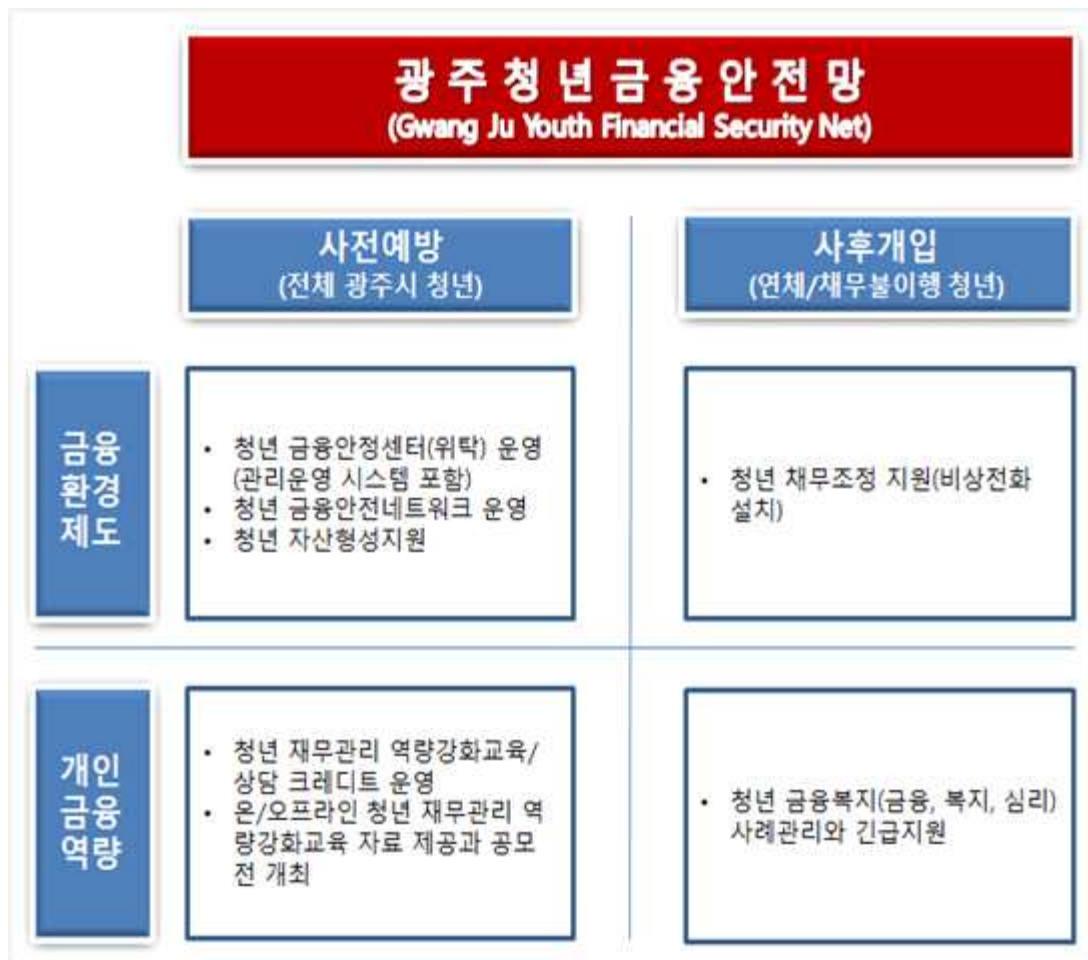 광주청년금융안전망
(Gwang Ju Youth Financial Security Net)
사전예방
(전체 광주시 청년)
사후개입
(연체/채무불이행 청년)
금융
환경
제도
• 청년 금융안정센터(위탁) 운영
(관리운영 시스템 포함)
• 청년 금융안전네트워크 운영
• 청년 자산형성지원
• 청년 채무조정 지원(비상전화
설치)
개인
금융
역량
• 청년 재무관리 역량강화교육/
상담 크레디트 운영
• 온/오프라인 청년 재무관리 역
량강화교육 자료 제공과 공모
전 개최
• 청년 금융복지(금융, 복지, 심리)
사례관리와 긴급지원